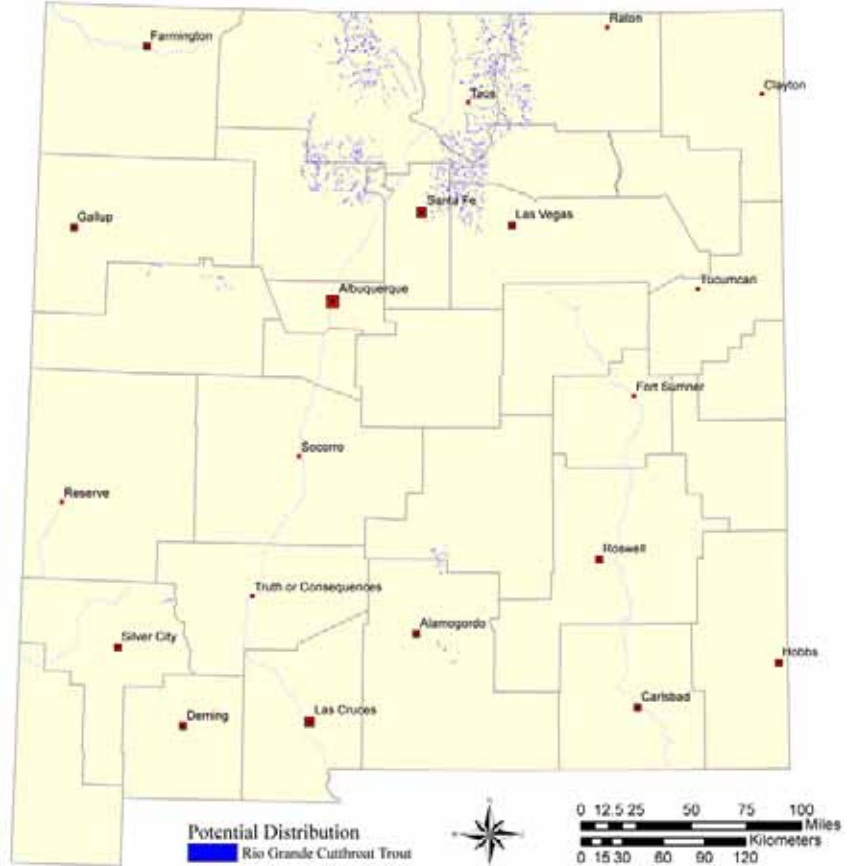 Raton
Farmington
Clayton
Taos
Santa Fe
Las Vegas
Gallup
Tucumcari
Albuquerque
Fort Sumner
Socorro
Reserve
Roswell
Truth or Consequences
Alamogordo
Silver City
Hobbs
Carlsbad
Las Cruces
Deming
Potential Distribution
Rio Grande Cutthroat Trout
0 12.5 25 50 75 100
Miles
Kilometers
0 15 30 60 90 120